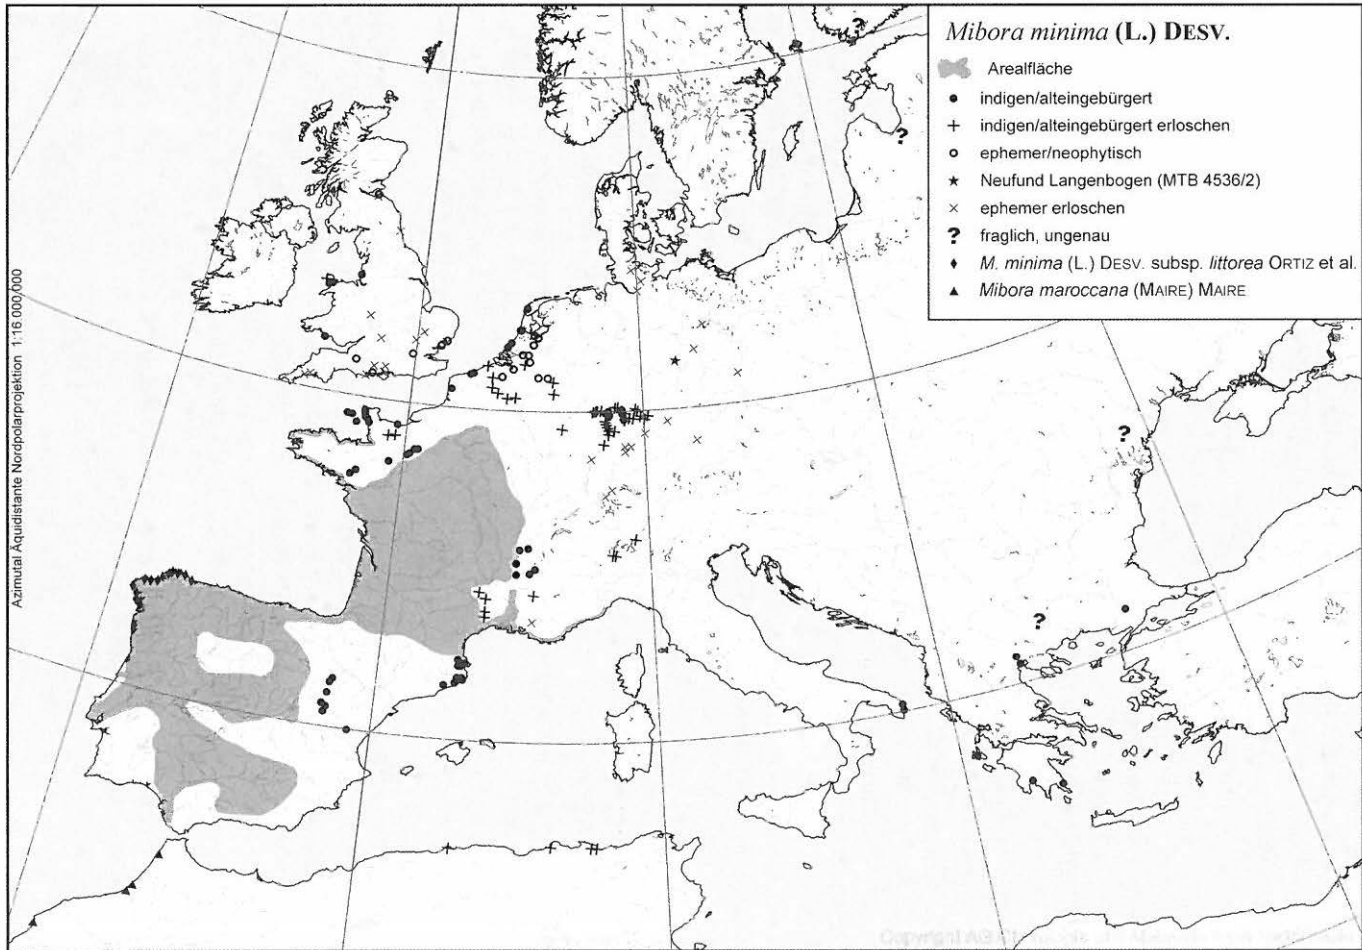 Mibora minima (L.) DESV.
Arealfläche
indigen/alteingebürgert
indigen/alteingebürgert erloschen
ephemer/neophytisch
Neufund Langenbogen (MTB 4536/2)
ephemer erloschen
? fraglich, ungenau
M. minima (L.) DESV. subsp. littorea ORTIZ et al.
Mibora maroccana (MAIRE) MAIRE
?
?
?
?
Azimutal Äquidistante Nordpolarprojektion 1:16 000 000
Copyright AG